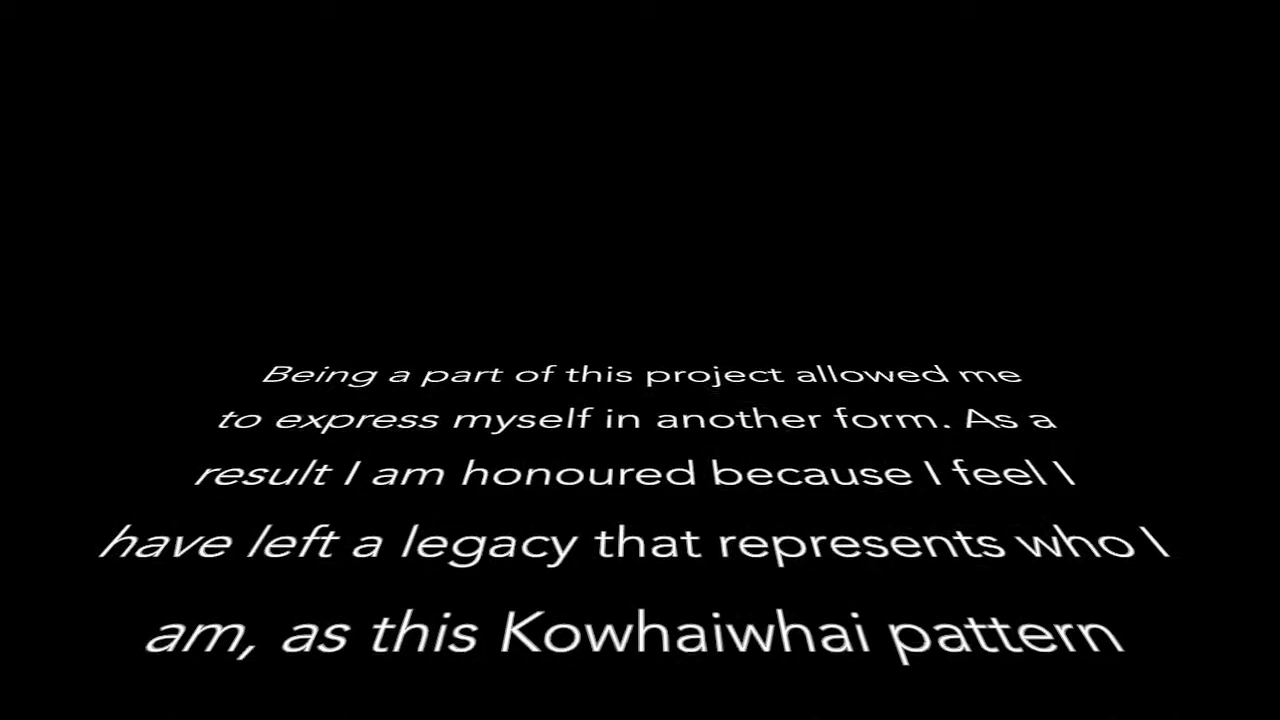 Being a part of this project allowed me
to express myself in another form. As a
result I am honoured because I feel I
have left a legacy that represents who I
am, as this Kowhaiwhai pattern